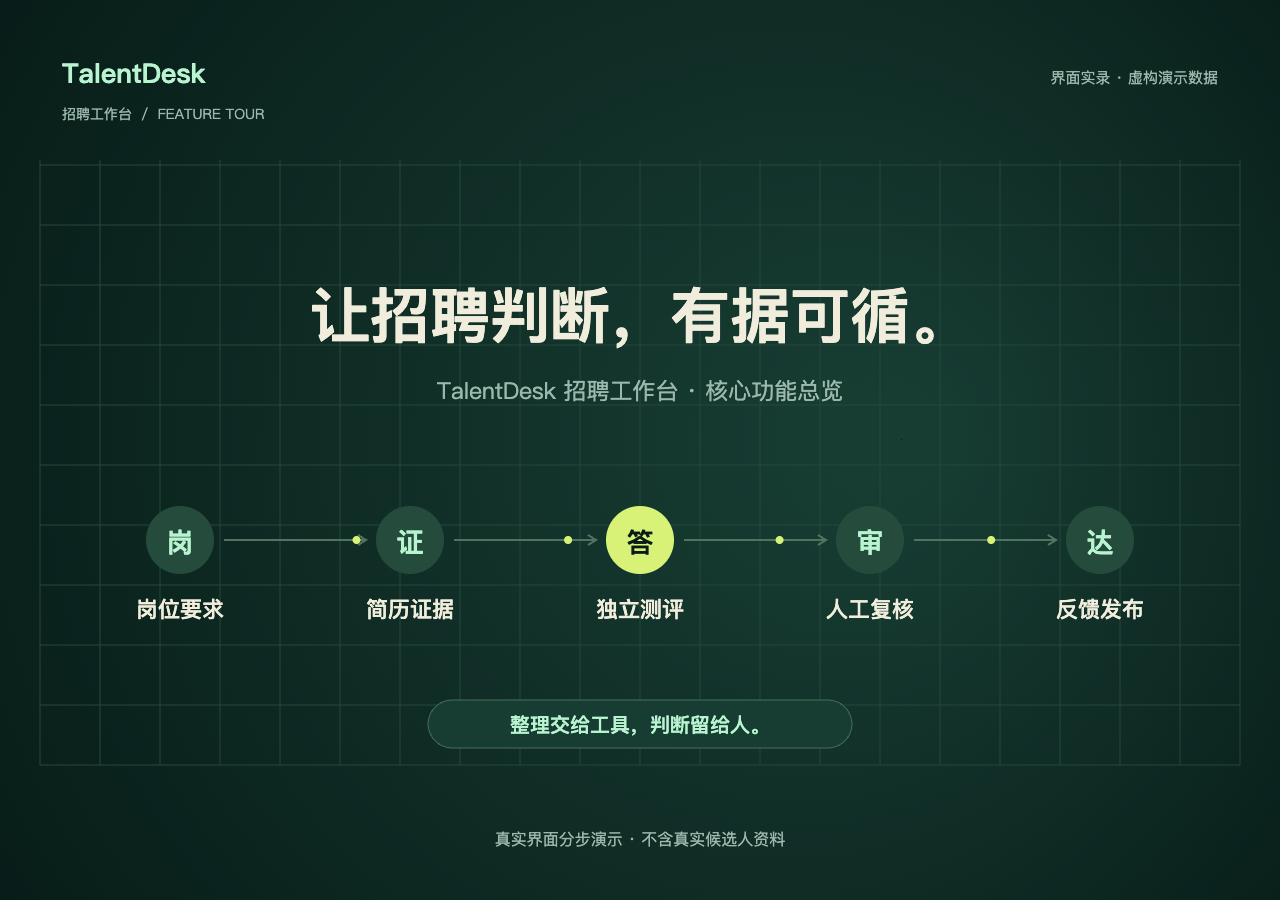 TalentDesk
界面实录 · 虚构演示数据
招聘工作台 / FEATURE TOUR
让招聘判断，有据可循。
TalentDesk 招聘工作台 · 核心功能总览
岗 证 答 审 达
岗位要求 简历证据 独立测评 人工复核 反馈发布
整理交给工具，判断留给人。
真实界面分步演示 · 不含真实候选人资料